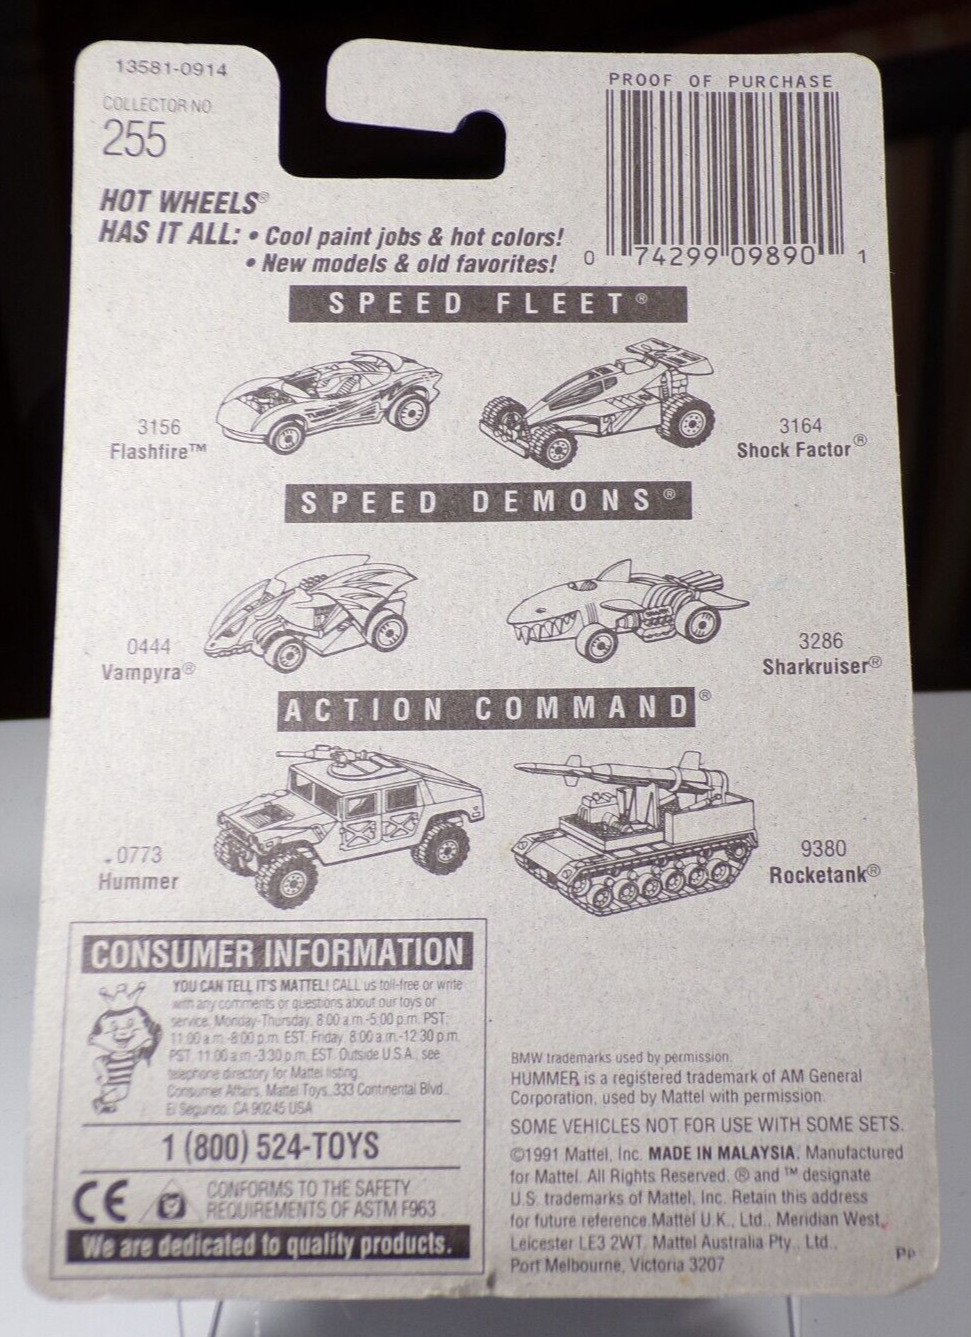 13581-0914
COLLECTOR NO.
255
PROOF OF PURCHASE
0 74299 09890 1
HOT WHEELS®
HAS IT ALL: • Cool paint jobs & hot colors!
• New models & old favorites!
SPEED FLEET®
3156
Flashfire™
3164
Shock Factor®
SPEED DEMONS®
0444
Vampyra®
3286
Sharkruiser®
ACTION COMMAND®
0773
Hummer
9380
Rocketank®
CONSUMER INFORMATION
YOU CAN TELL IT'S MATTEL! CALL us toll-free or write
with any comments or questions about our toys or
service, Monday-Thursday, 8:00 a.m.-5:00 p.m. PST;
11:00 a.m.-8:00 p.m. EST. Friday, 8:00 a.m.-12:30 p.m.
PST, 11:00 a.m.-3:30 p.m. EST. Outside U.S.A., see
telephone directory for Mattel listing.
Consumer Affairs, Mattel Toys, 333 Continental Blvd.,
El Segundo, CA 90245 USA
1 (800) 524-TOYS
CE
CONFORMS TO THE SAFETY
REQUIREMENTS OF ASTM F963
We are dedicated to quality products.
BMW trademarks used by permission.
HUMMER is a registered trademark of AM General
Corporation, used by Mattel with permission.
SOME VEHICLES NOT FOR USE WITH SOME SETS.
©1991 Mattel, Inc. MADE IN MALAYSIA. Manufactured
for Mattel. All Rights Reserved. ® and ™ designate
U.S. trademarks of Mattel, Inc. Retain this address
for future reference Mattel U.K., Ltd., Meridian West,
Leicester LE3 2WT. Mattel Australia Pty., Ltd.,
Port Melbourne, Victoria 3207
PP